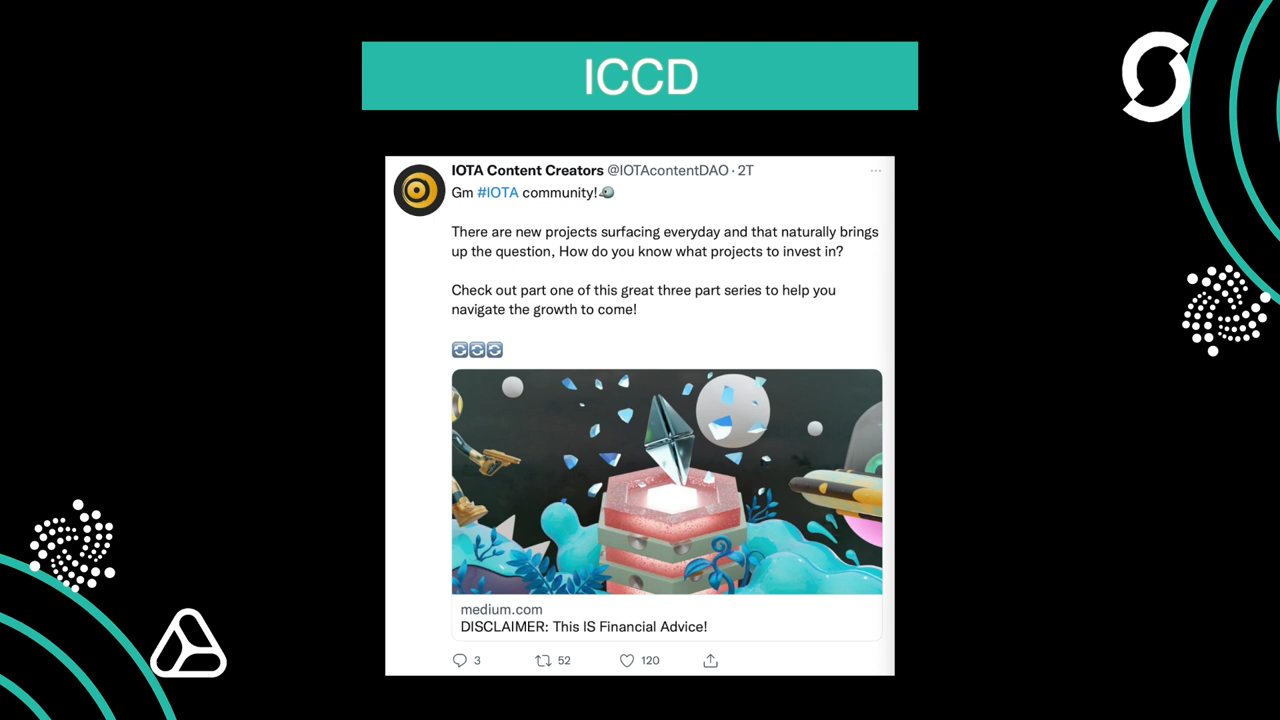 ICCD
IOTA Content Creators @IOTAcontentDAO · 2T
Gm #IOTA community!
There are new projects surfacing everyday and that naturally brings
up the question, How do you know what projects to invest in?
Check out part one of this great three part series to help you
navigate the growth to come!
medium.com
DISCLAIMER: This IS Financial Advice!
3 52 120